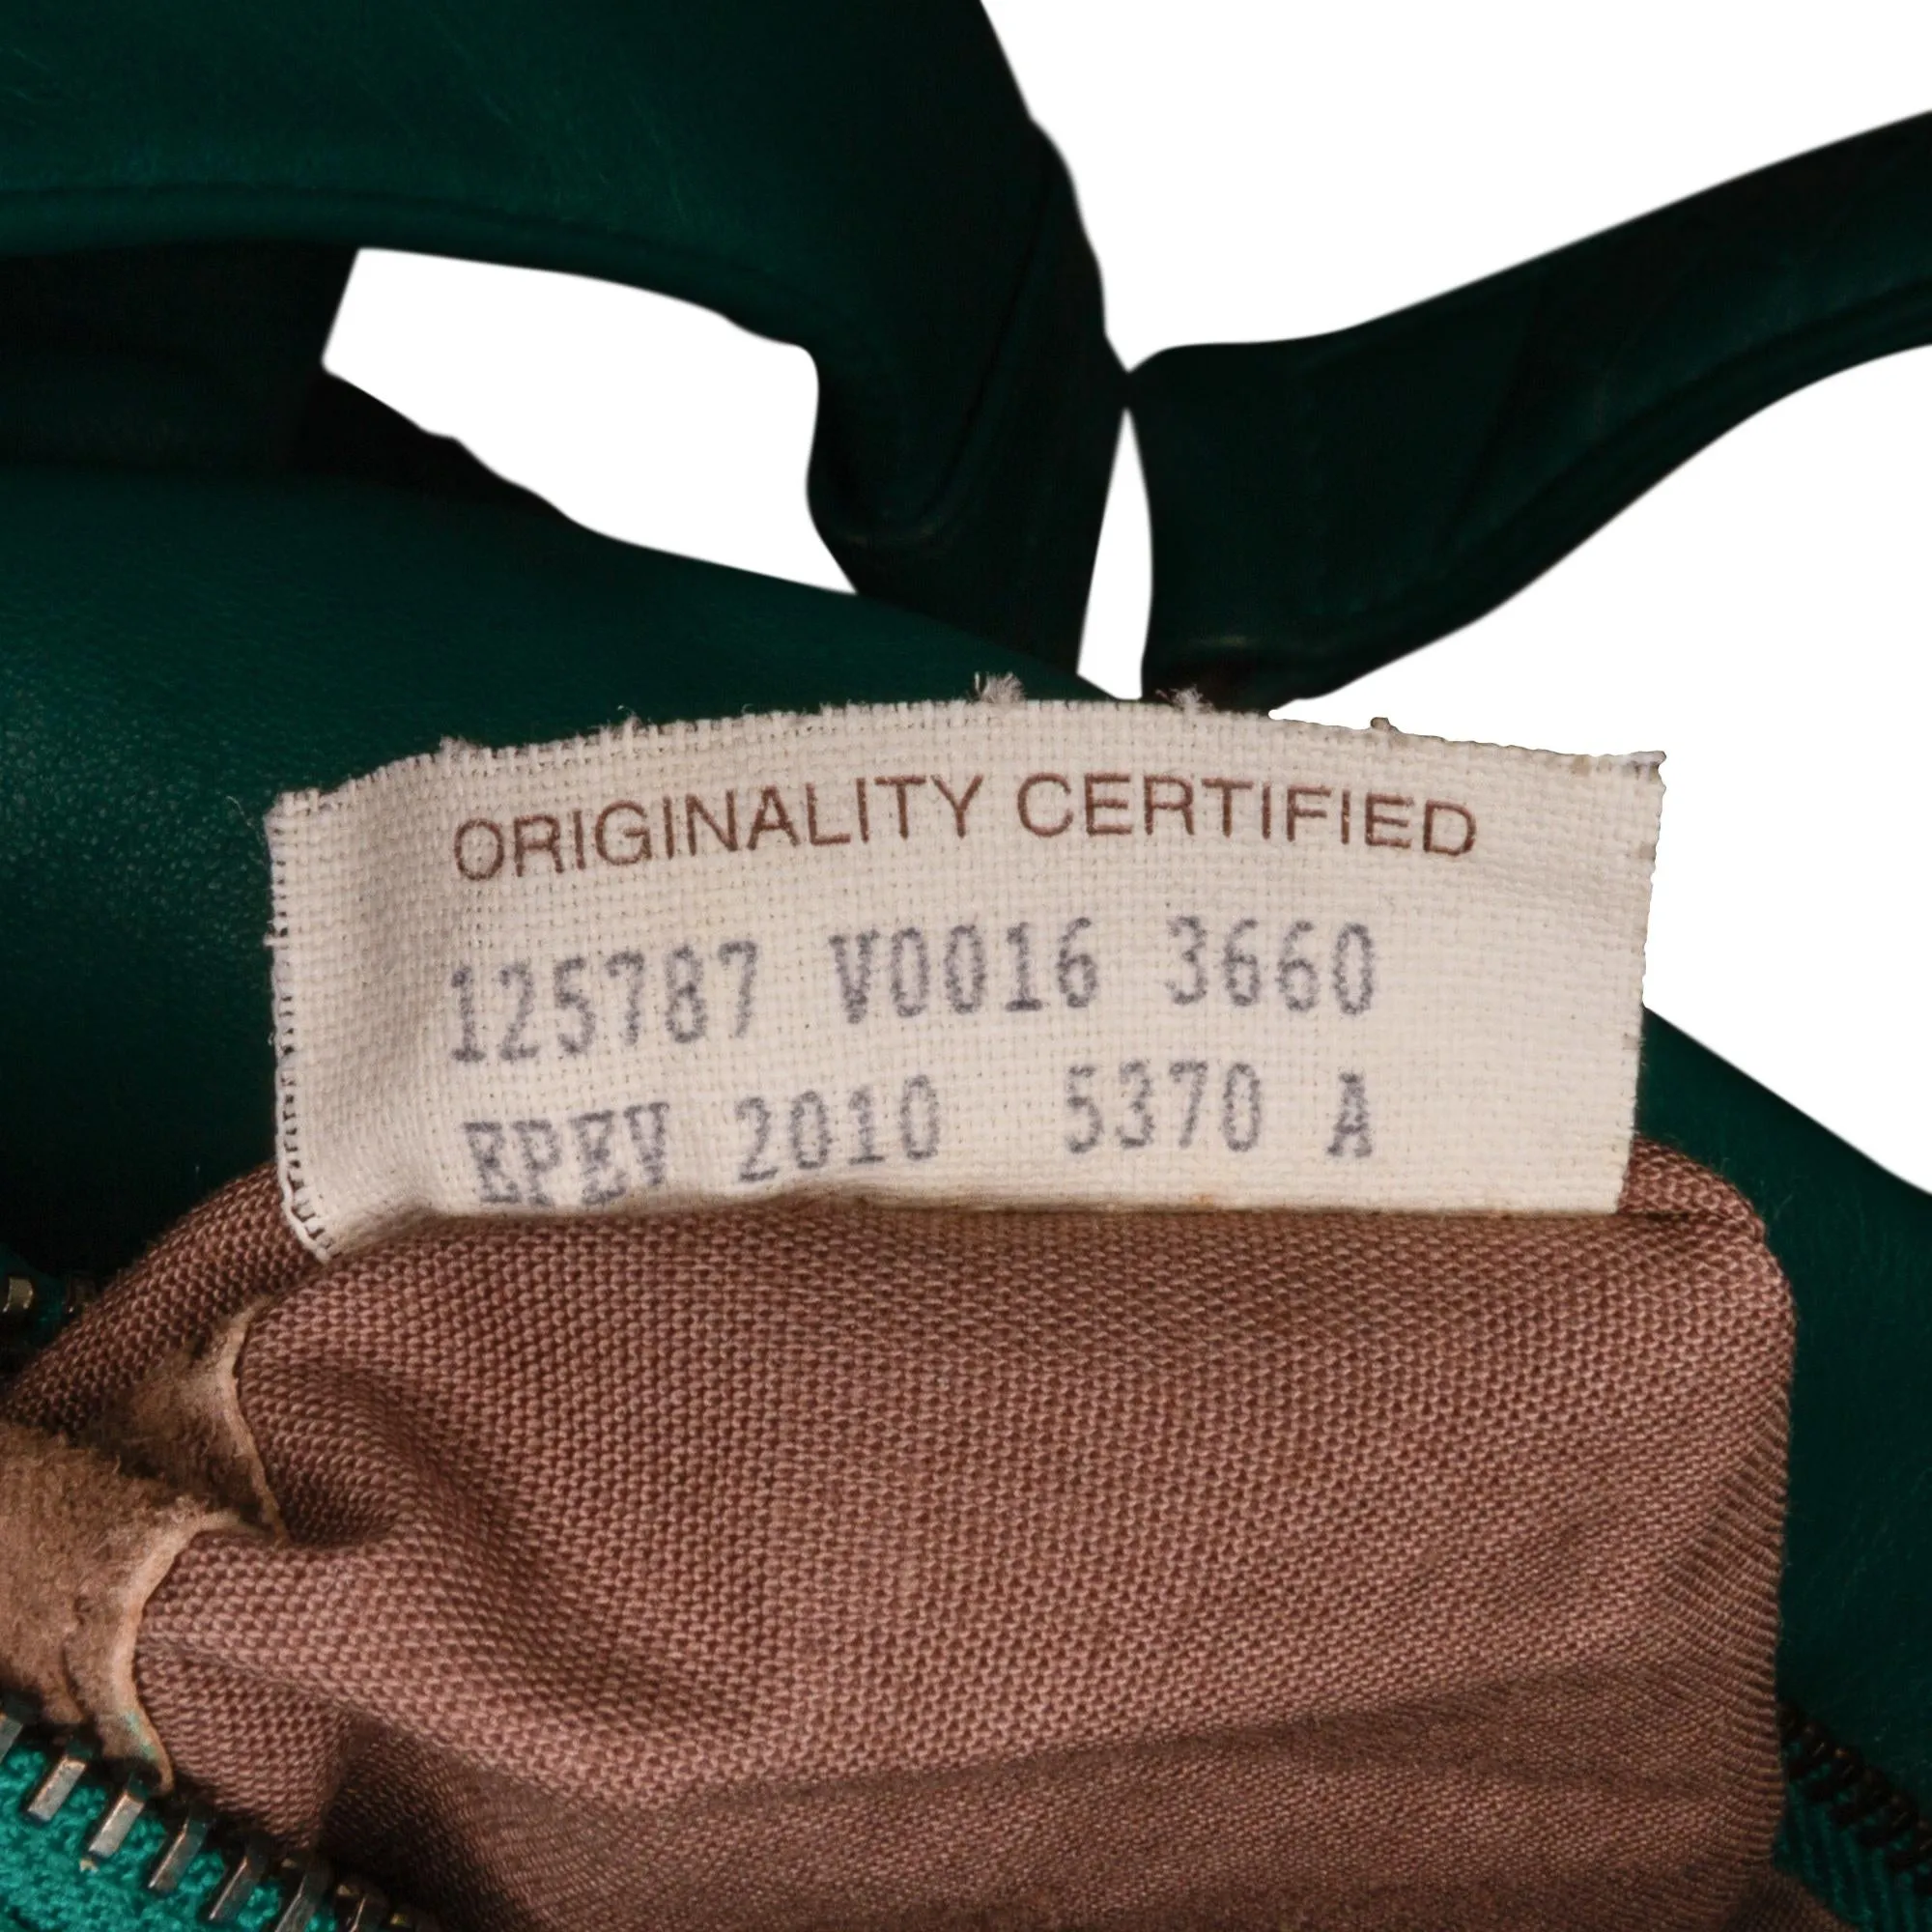 ORIGINALITY CERTIFIED
125787 V0016 3660
EPEV 2010 5370 A